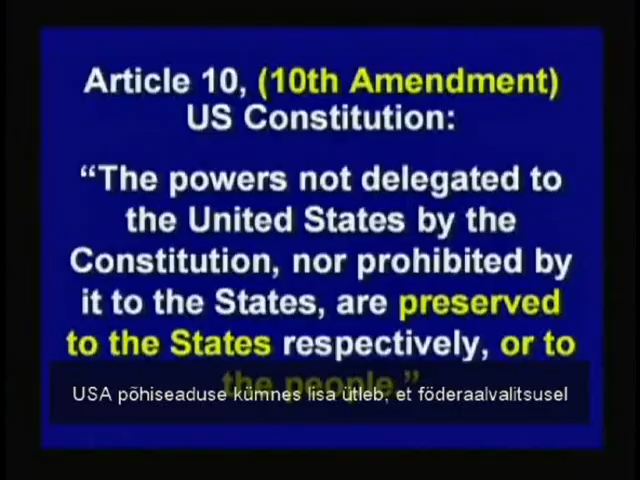 Article 10, (10th Amendment)
US Constitution:
“The powers not delegated to
the United States by the
Constitution, nor prohibited by
it to the States, are preserved
to the States respectively, or to
the people.”
USA põhiseaduse kümnes lisa ütleb, et föderaalvalitsusel